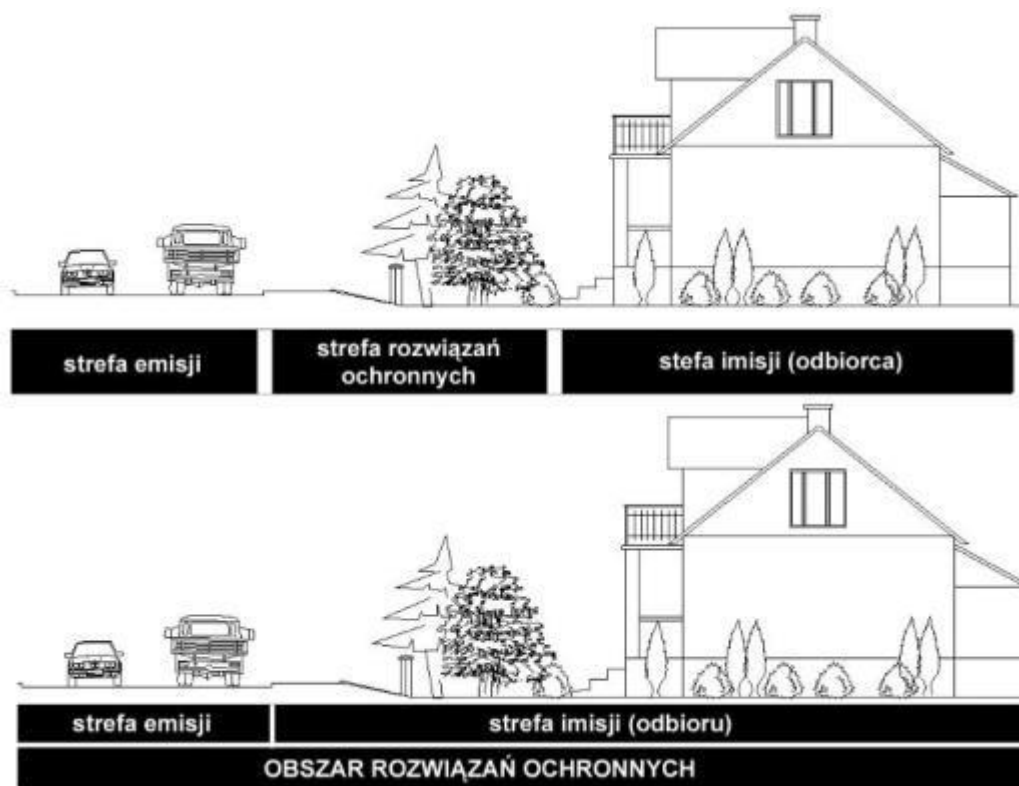 strefa emisji
strefa rozwiązań
ochronnych
stefa imisji (odbiorca)
strefa emisji
strefa imisji (odbioru)
OBSZAR ROZWIĄZAŃ OCHRONNYCH